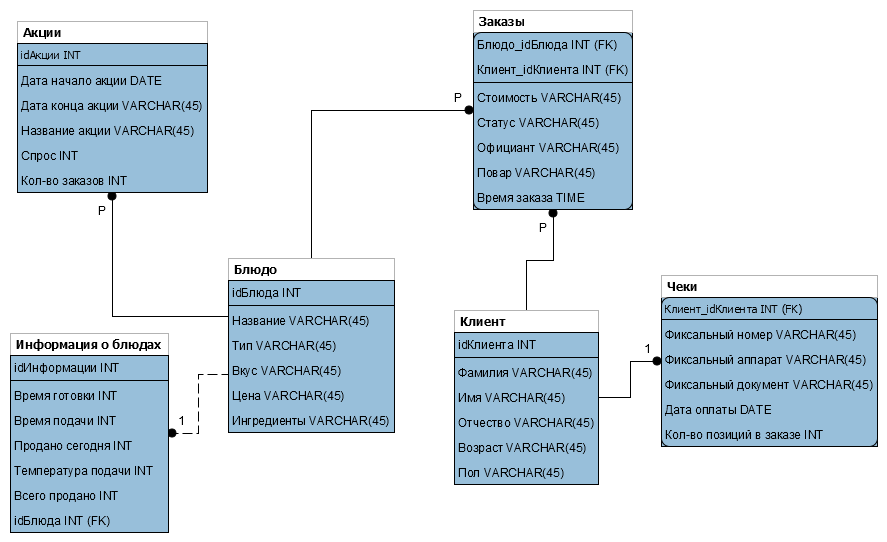 Акции
idАкции INT
Дата начало акции DATE
Дата конца акции VARCHAR(45)
Название акции VARCHAR(45)
Спрос INT
Кол-во заказов INT
P
Заказы
Блюдо_idБлюда INT (FK)
Клиент_idКлиента INT (FK)
Стоимость VARCHAR(45)
Статус VARCHAR(45)
Официант VARCHAR(45)
Повар VARCHAR(45)
Время заказа TIME
P
P
Блюдо
idБлюда INT
Название VARCHAR(45)
Тип VARCHAR(45)
Вкус VARCHAR(45)
Цена VARCHAR(45)
Ингредиенты VARCHAR(45)
Информация о блюдах
idИнформации INT
Время готовки INT
Время подачи INT
Продано сегодня INT
Температура подачи INT
Всего продано INT
idБлюда INT (FK)
1
Клиент
idКлиента INT
Фамилия VARCHAR(45)
Имя VARCHAR(45)
Отчество VARCHAR(45)
Возраст VARCHAR(45)
Пол VARCHAR(45)
1
Чеки
Клиент_idКлиента INT (FK)
Фиксальный номер VARCHAR(45)
Фиксальный аппарат VARCHAR(45)
Фиксальный документ VARCHAR(45)
Дата оплаты DATE
Кол-во позиций в заказе INT